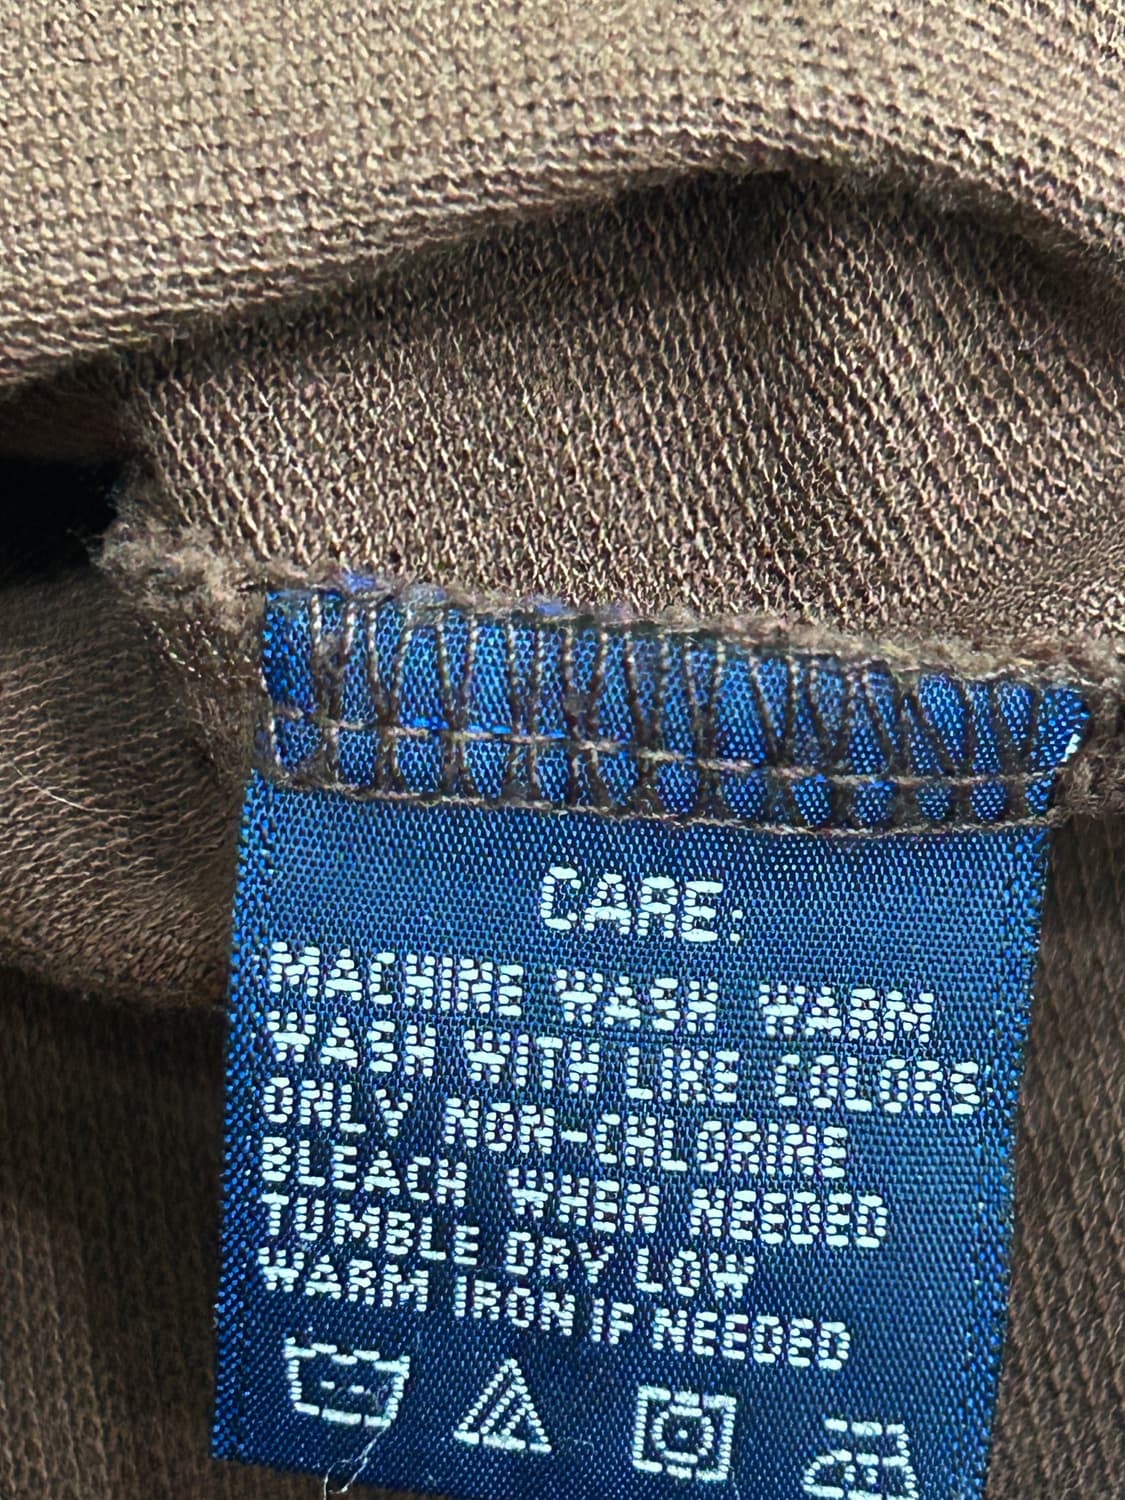 CARE:
MACHINE WASH WARM
WASH WITH LIKE COLORS
ONLY NON-CHLORINE
BLEACH WHEN NEEDED
TUMBLE DRY LOW
WARM IRON IF NEEDED